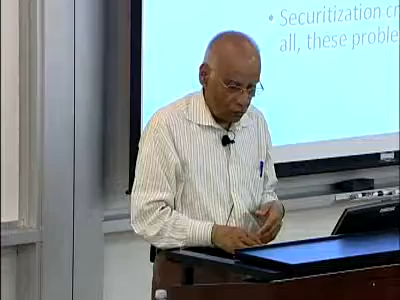 • Securitization cr
all, these proble